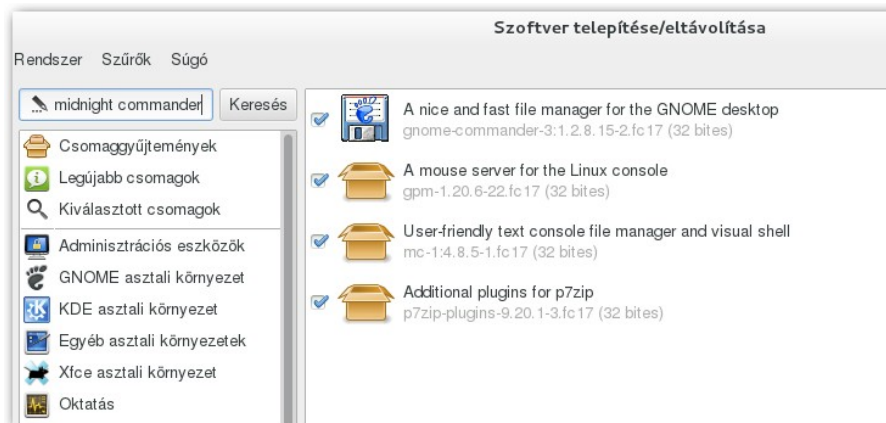 Szoftver telepítése/eltávolítása
Rendszer Szűrők Súgó
midnight commander Keresés
Csomaggyűjtemények
Legújabb csomagok
Kiválasztott csomagok
Adminisztrációs eszközök
GNOME asztali környezet
KDE asztali környezet
Egyéb asztali környezetek
Xfce asztali környezet
Oktatás
A nice and fast file manager for the GNOME desktop
gnome-commander-3:1.2.8.15-2.fc17 (32 bites)
A mouse server for the Linux console
gpm-1.20.6-22.fc17 (32 bites)
User-friendly text console file manager and visual shell
mc-1:4.8.5-1.fc17 (32 bites)
Additional plugins for p7zip
p7zip-plugins-9.20.1-3.fc17 (32 bites)